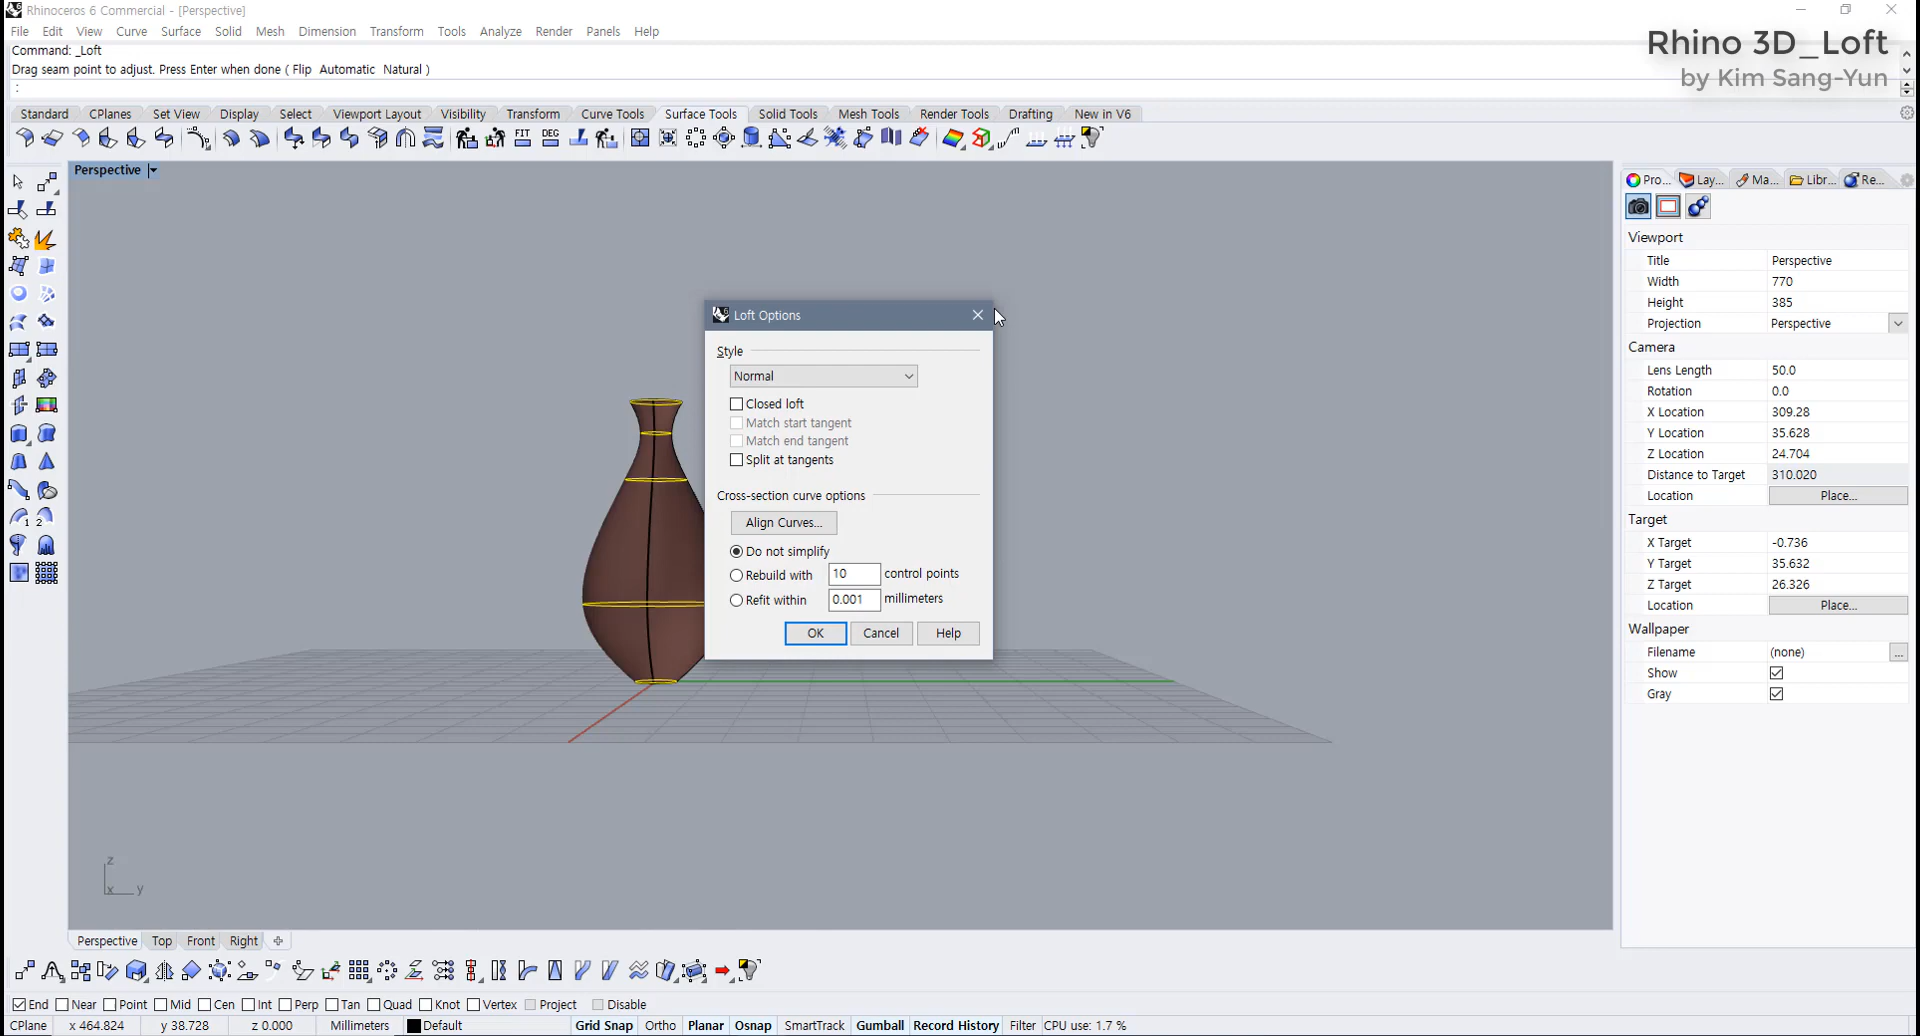 Rhinoceros 6 Commercial - [Perspective]
File Edit View Curve Surface Solid Mesh Dimension Transform Tools Analyze Render Panels Help
Command: _Loft
Drag seam point to adjust. Press Enter when done ( Flip Automatic Natural )
:
Rhino 3D_Loft
by Kim Sang-Yun
Standard CPlanes Set View Display Select Viewport Layout Visibility Transform Curve Tools Surface Tools Solid Tools Mesh Tools Render Tools Drafting New in V6
FIT DEG
Perspective
Pro... Lay... Ma... Libr... Re...
Viewport
Title Perspective
Width 770
Height 385
Projection Perspective
Camera
Lens Length 50.0
Rotation 0.0
X Location 309.28
Y Location 35.628
Z Location 24.704
Distance to Target 310.020
Location Place...
Target
X Target -0.736
Y Target 35.632
Z Target 26.326
Location Place...
Wallpaper
Filename (none) ...
Show
Gray
Loft Options
Style
Normal
Closed loft
Match start tangent
Match end tangent
Split at tangents
Cross-section curve options
Align Curves...
Do not simplify
Rebuild with 10 control points
Refit within 0.001 millimeters
OK Cancel Help
1 2
z
x y
Perspective Top Front Right
End Near Point Mid Cen Int Perp Tan Quad Knot Vertex Project Disable
CPlane x 464.824 y 38.728 z 0.000 Millimeters Default Grid Snap Ortho Planar Osnap SmartTrack Gumball Record History Filter CPU use: 1.7 %